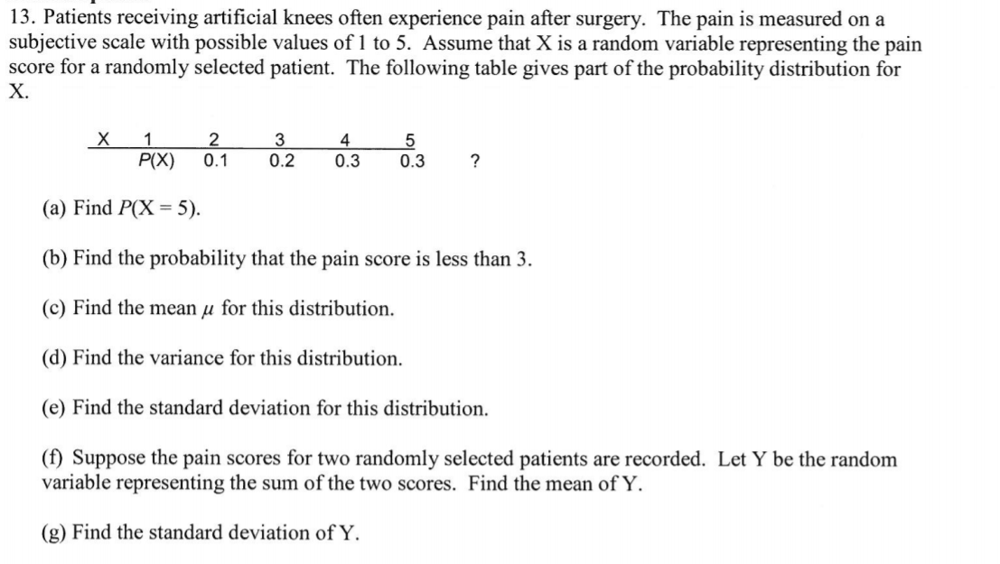 13. Patients receiving artificial knees often experience pain after surgery. The pain is measured on a
subjective scale with possible values of 1 to 5. Assume that X is a random variable representing the pain
score for a randomly selected patient. The following table gives part of the probability distribution for
X.
X 1 2 3 4 5
P(X) 0.1 0.2 0.3 0.3 ?
(a) Find P(X = 5).
(b) Find the probability that the pain score is less than 3.
(c) Find the mean μ for this distribution.
(d) Find the variance for this distribution.
(e) Find the standard deviation for this distribution.
(f) Suppose the pain scores for two randomly selected patients are recorded. Let Y be the random
variable representing the sum of the two scores. Find the mean of Y.
(g) Find the standard deviation of Y.